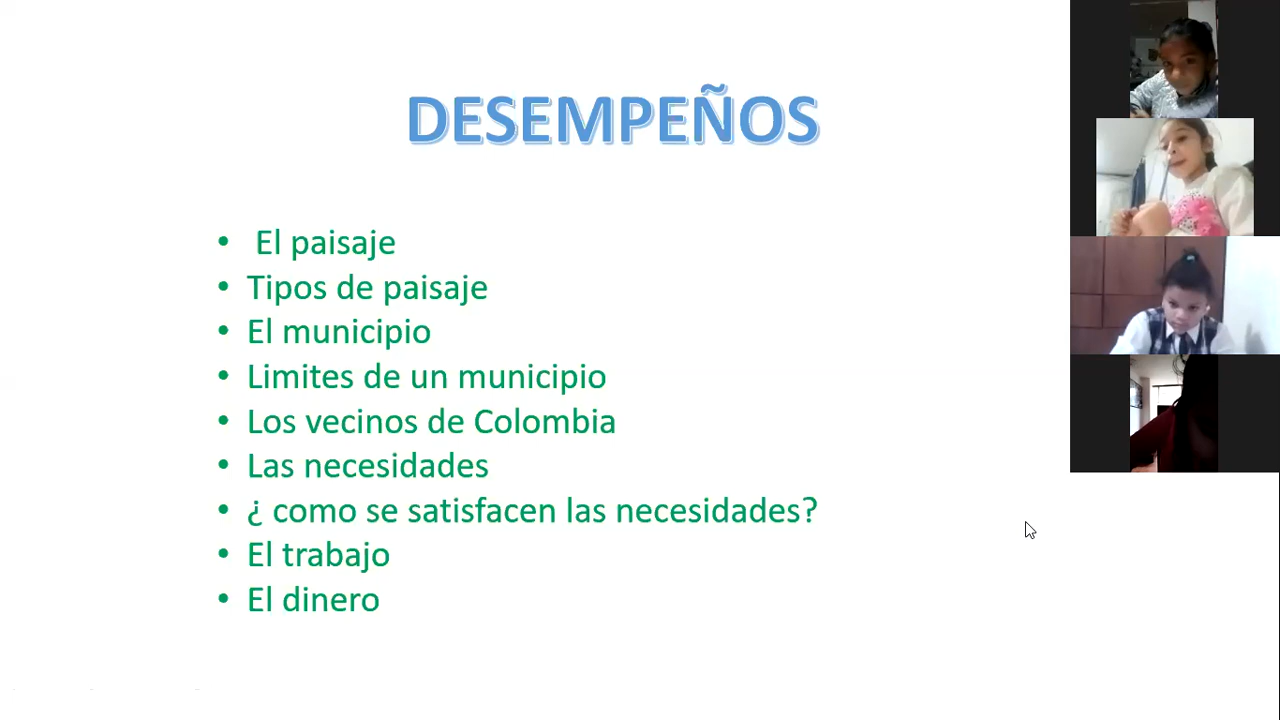 DESEMPEÑOS
• El paisaje
• Tipos de paisaje
• El municipio
• Limites de un municipio
• Los vecinos de Colombia
• Las necesidades
• ¿ como se satisfacen las necesidades?
• El trabajo
• El dinero